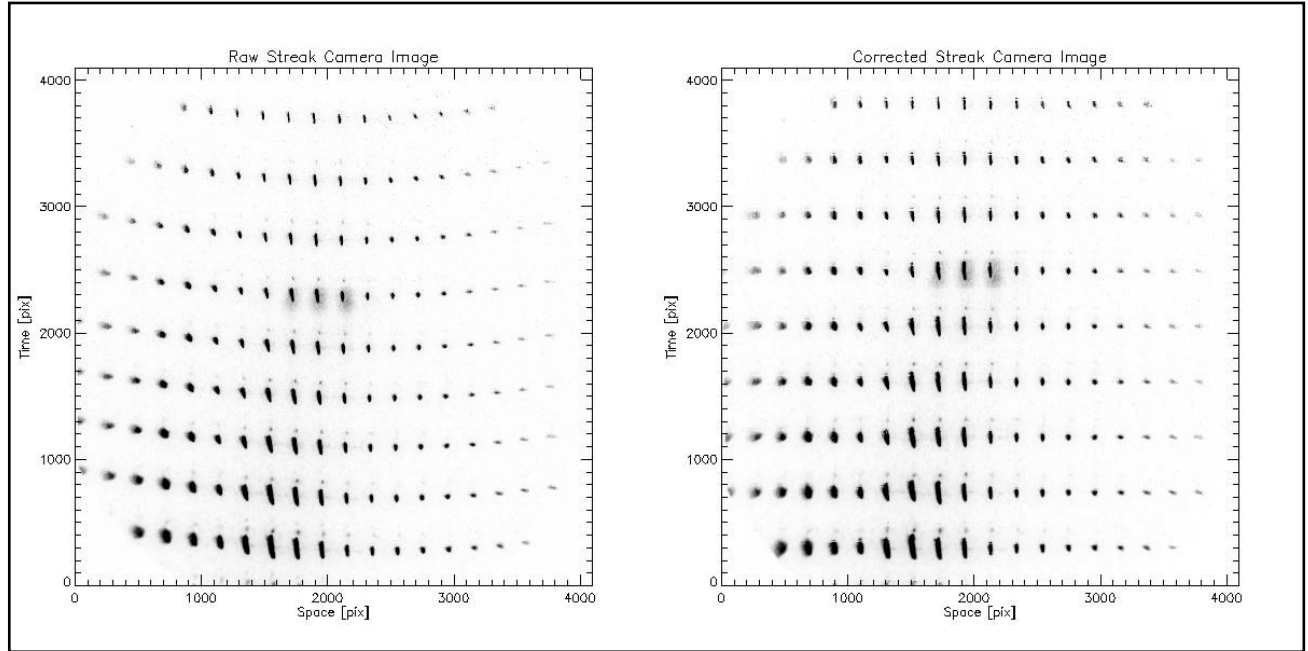 Raw Streak Camera Image
4000
3000
2000
1000
0
Time [pix]
0 1000 2000 3000 4000
Space [pix]
Corrected Streak Camera Image
4000
3000
2000
1000
0
Time [pix]
0 1000 2000 3000 4000
Space [pix]